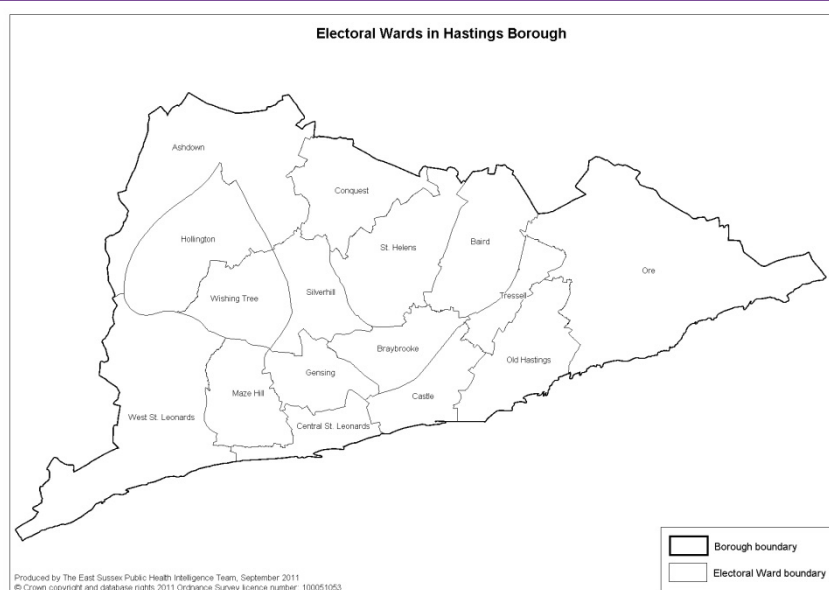 Electoral Wards in Hastings Borough
Ashdown
Conquest
Hollington
St. Helens
Baird
Ore
Wishing Tree
Silverhill
Tressell
Braybrooke
Old Hastings
Gensing
Maze Hill
Castle
West St. Leonards
Central St. Leonards
Borough boundary
Electoral Ward boundary
Produced by The East Sussex Public Health Intelligence Team, September 2011
© Crown copyright and database rights 2011 Ordnance Survey licence number: 100051053